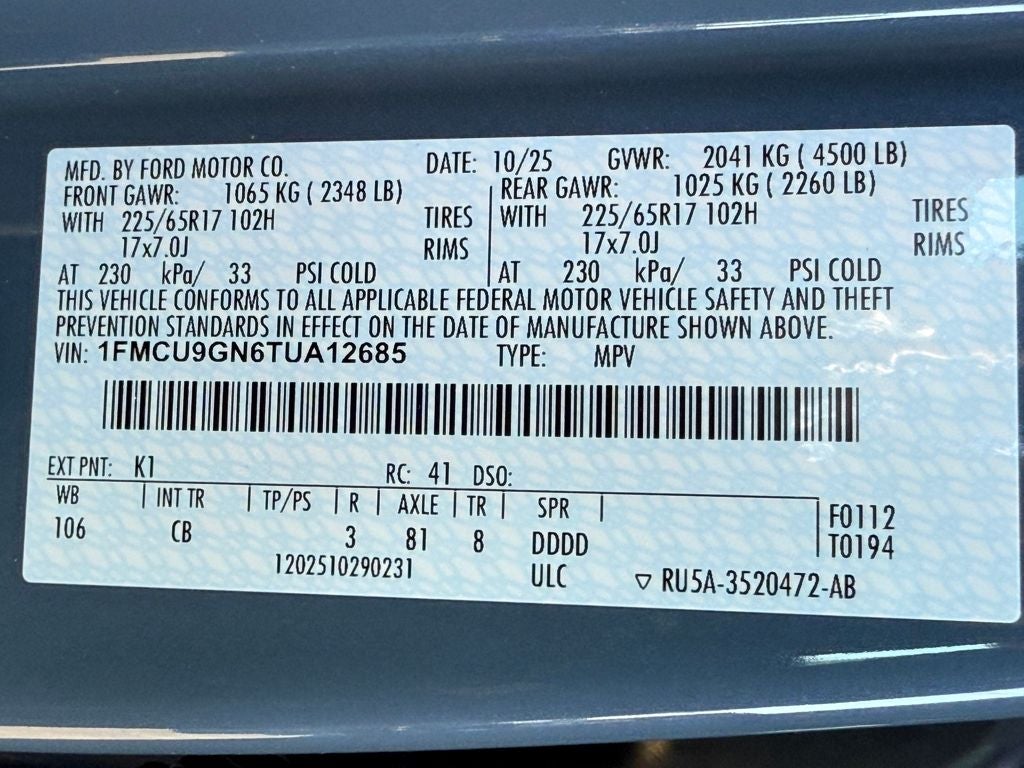 MFD. BY FORD MOTOR CO. DATE: 10/25 GVWR: 2041 KG ( 4500 LB)
FRONT GAWR: 1065 KG ( 2348 LB) REAR GAWR: 1025 KG ( 2260 LB)
WITH 225/65R17 102H TIRES WITH 225/65R17 102H TIRES
17x7.0J RIMS 17x7.0J RIMS
AT 230 kPa/ 33 PSI COLD AT 230 kPa/ 33 PSI COLD
THIS VEHICLE CONFORMS TO ALL APPLICABLE FEDERAL MOTOR VEHICLE SAFETY AND THEFT
PREVENTION STANDARDS IN EFFECT ON THE DATE OF MANUFACTURE SHOWN ABOVE.
VIN: 1FMCU9GN6TUA12685 TYPE: MPV
EXT PNT: K1 RC: 41 DSO:
WB | INT TR | TP/PS | R | AXLE | TR | SPR | F0112
106 CB 3 81 8 DDDD T0194
1202510290231 ULC ▽ RU5A-3520472-AB